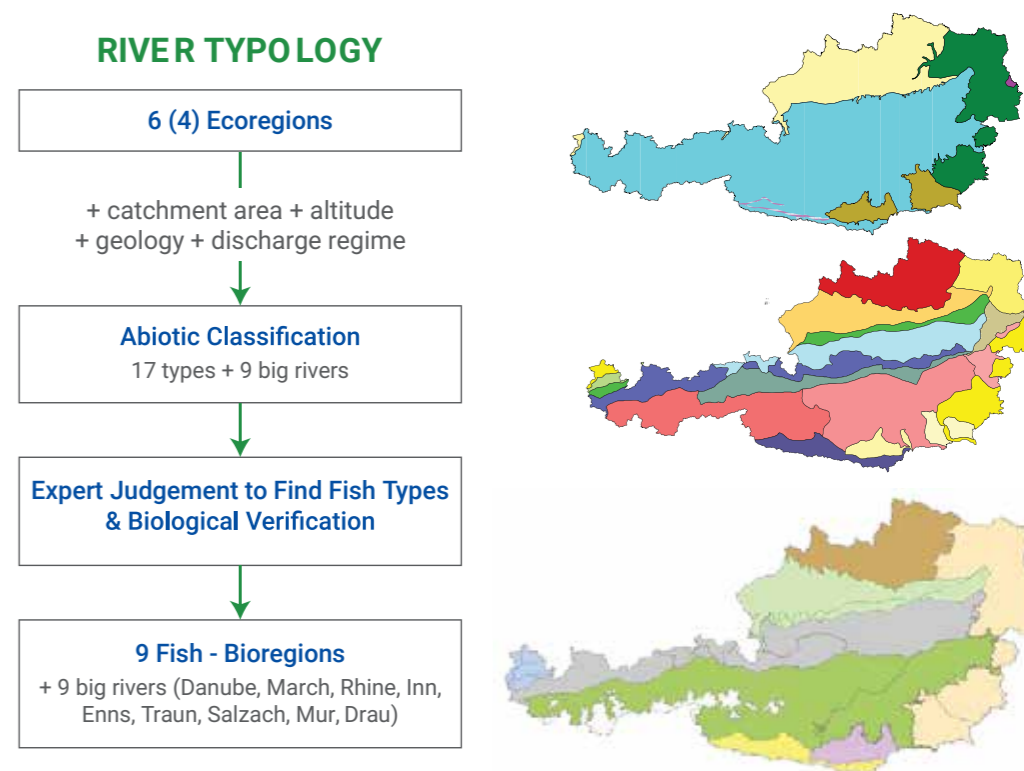 RIVER TYPOLOGY
6 (4) Ecoregions
+ catchment area + altitude
+ geology + discharge regime
Abiotic Classification
17 types + 9 big rivers
Expert Judgement to Find Fish Types
& Biological Verification
9 Fish - Bioregions
+ 9 big rivers (Danube, March, Rhine, Inn,
Enns, Traun, Salzach, Mur, Drau)